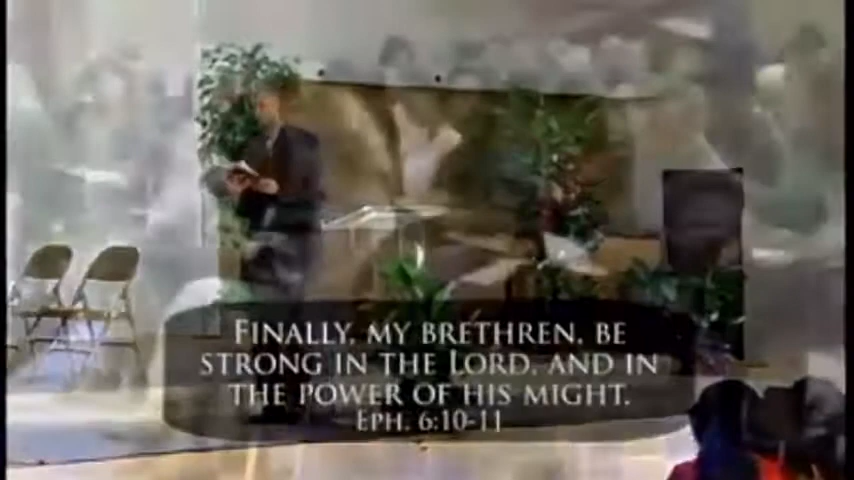 FINALLY, MY BRETHREN, BE
STRONG IN THE LORD, AND IN
THE POWER OF HIS MIGHT.
EPH. 6:10-11